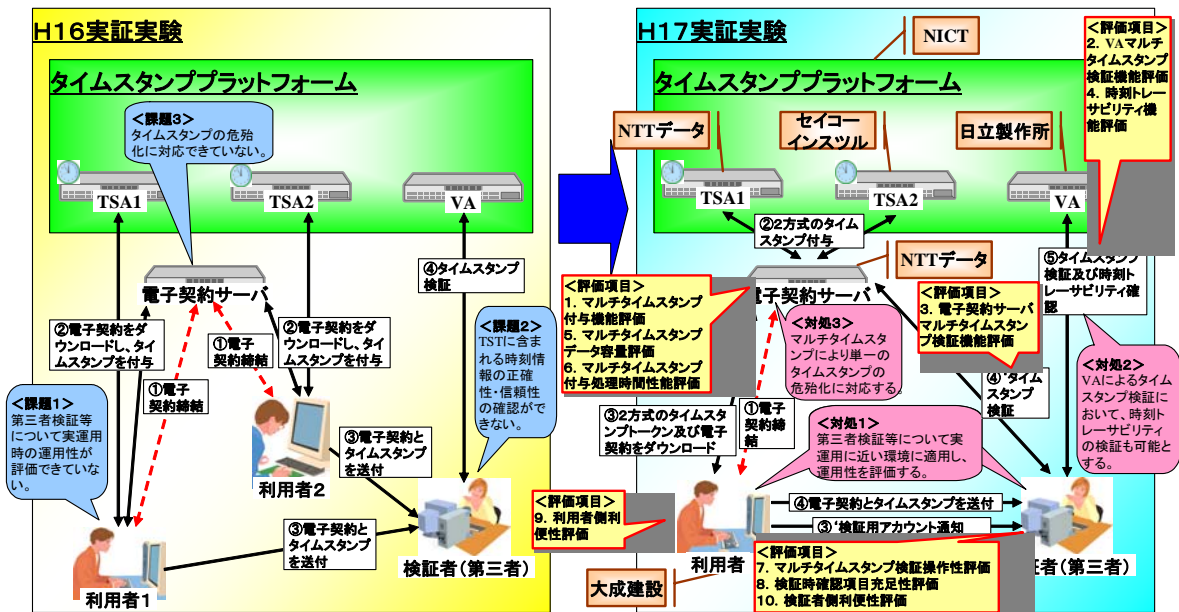 H16実証実験
タイムスタンププラットフォーム
＜課題3＞
タイムスタンプの危殆
化に対応できていない。
TSA1
TSA2
VA
電子契約サーバ
④タイムスタンプ
検証
②電子契約をダ
ウンロードし、タイ
ムスタンプを付与
①電子
契約締結
②電子契約をダ
ウンロードし、タイ
ムスタンプを付与
①電子
契約締結
＜課題2＞
TSTに含ま
れる時刻情
報の正確
性・信頼性
の確認がで
きない。
＜課題1＞
第三者検証等
について実運用
時の運用性が
評価できていな
い。
利用者2
③電子契約と
タイムスタンプ
を送付
③電子契約と
タイムスタンプ
を送付
利用者1
検証者(第三者)
H17実証実験
NICT
タイムスタンププラットフォーム
＜評価項目＞
2. VAマルチ
タイムスタンプ
検証機能評価
4. 時刻トレー
サビリティ機
能評価
NTTデータ
セイコー
インスツル
日立製作所
TSA1
TSA2
VA
②2方式のタイム
スタンプ付与
NTTデータ
電子契約サーバ
⑤タイムスタンプ
検証及び時刻ト
レーサビリティ確
認
＜評価項目＞
1. マルチタイムスタンプ
付与機能評価
5. マルチタイムスタンプ
データ容量評価
6. マルチタイムスタンプ
付与処理時間性能評価
＜対処3＞
マルチタイムスタ
ンプにより単一の
タイムスタンプの
危殆化に対応する。
＜評価項目＞
3. 電子契約サーバ
マルチタイムスタン
プ検証機能評価
④‘タイム
スタンプ
検証
＜対処2＞
VAによるタイム
スタンプ検証に
おいて、時刻ト
レーサビリティ
の検証も可能と
する。
③2方式のタイムスタ
ンプトークン及び電子
契約をダウンロード
①電子
契約締結
＜対処1＞
第三者検証等について実
運用に近い環境に適用し、
運用性を評価する。
＜評価項目＞
9. 利用者側利
便性評価
④電子契約とタイムスタンプを送付
③‘検証用アカウント通知
利用者
＜評価項目＞
7. マルチタイムスタンプ検証操作性評価
8. 検証時確認項目充足性評価
10. 検証者側利便性評価
証者(第三者)
大成建設